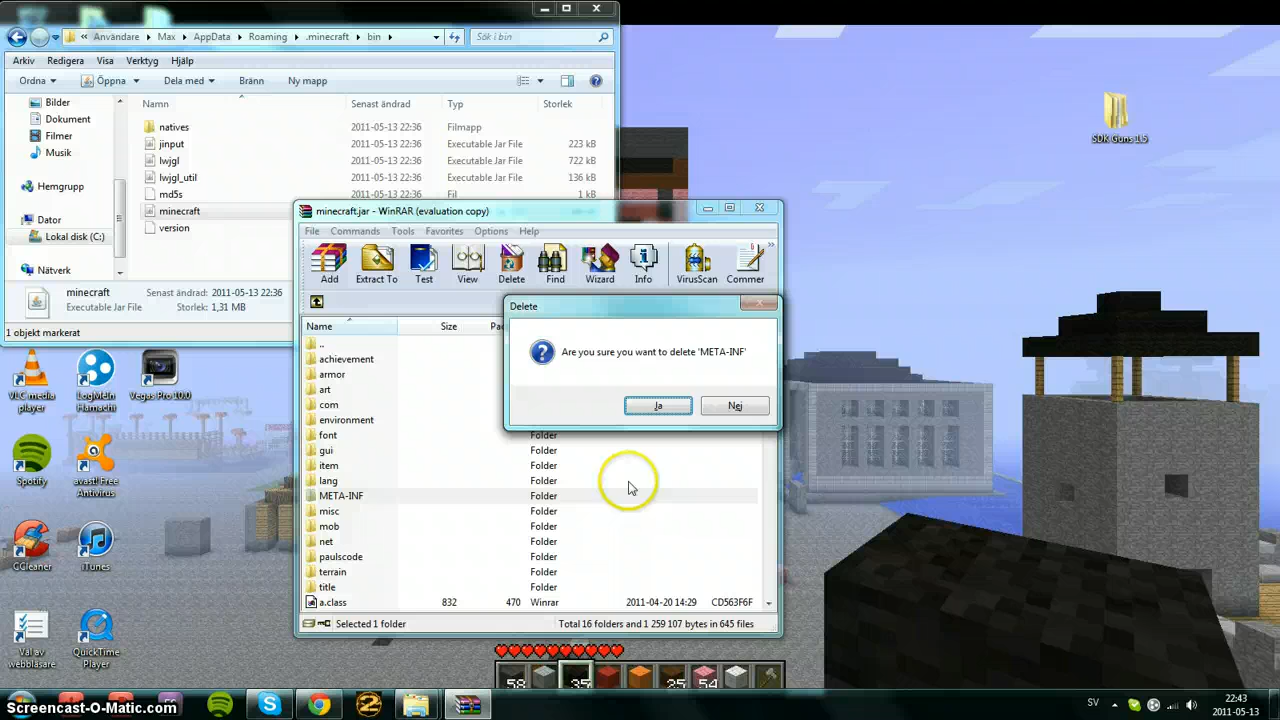 Användare Max AppData Roaming .minecraft bin
Sök i bin
Arkiv Redigera Visa Verktyg Hjälp
Ordna Öppna Dela med Bränn Ny mapp
Bilder
Dokument
Filmer
Musik
Hemgrupp
Dator
Lokal disk (C:)
Nätverk
Namn Senast ändrad Typ Storlek
natives 2011-05-13 22:36 Filmapp
jinput 2011-05-13 22:36 Executable Jar File 223 kB
lwjgl 2011-05-13 22:36 Executable Jar File 722 kB
lwjgl_util 2011-05-13 22:36 Executable Jar File 136 kB
md5s 2011-05-13 22:36 Fil 1 kB
minecraft
version
minecraft Senast ändrad: 2011-05-13 22:36
Executable Jar File Storlek: 1,31 MB
1 objekt markerat
SDK Guns 1.5
minecraft.jar - WinRAR (evaluation copy)
File Commands Tools Favorites Options Help
Add Extract To Test View Delete Find Wizard Info VirusScan Commer
Name Size Pac
..
achievement
armor
art
com
environment
font Folder
gui Folder
item Folder
lang Folder
META-INF Folder
misc Folder
mob Folder
net Folder
paulscode Folder
terrain Folder
title Folder
a.class 832 470 Winrar 2011-04-20 14:29 CD563F6F
Selected 1 folder Total 16 folders and 1 259 107 bytes in 645 files
Delete
Are you sure you want to delete 'META-INF'
Ja Nej
VLC media player
LogMeIn Hamachi
Vegas Pro 10.0
Spotify
avast! Free Antivirus
CCleaner
iTunes
Val av webbläsare
QuickTime Player
58 35 25 54
Screencast-O-Matic.com
SV
22:43
2011-05-13